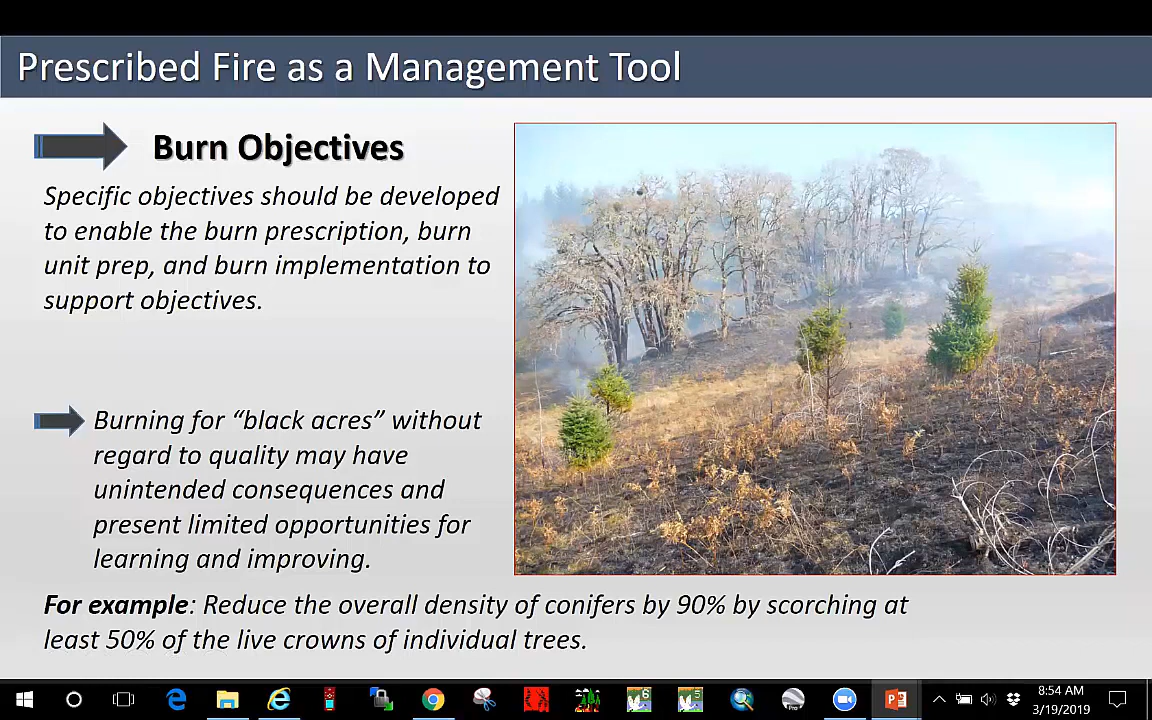 Prescribed Fire as a Management Tool
Burn Objectives
Specific objectives should be developed
to enable the burn prescription, burn
unit prep, and burn implementation to
support objectives.
Burning for “black acres” without
regard to quality may have
unintended consequences and
present limited opportunities for
learning and improving.
For example: Reduce the overall density of conifers by 90% by scorching at
least 50% of the live crowns of individual trees.
6
5
Pro
8:54 AM
3/19/2019